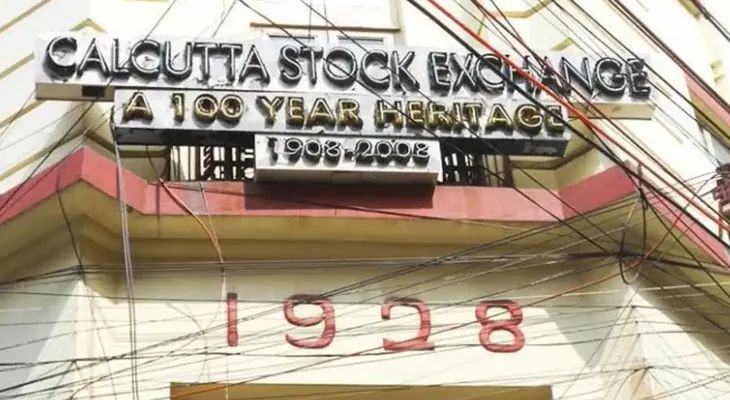 CALCUTTA STOCK EXCHANGE
A 100 YEAR HERITAGE
1908-2008
1928